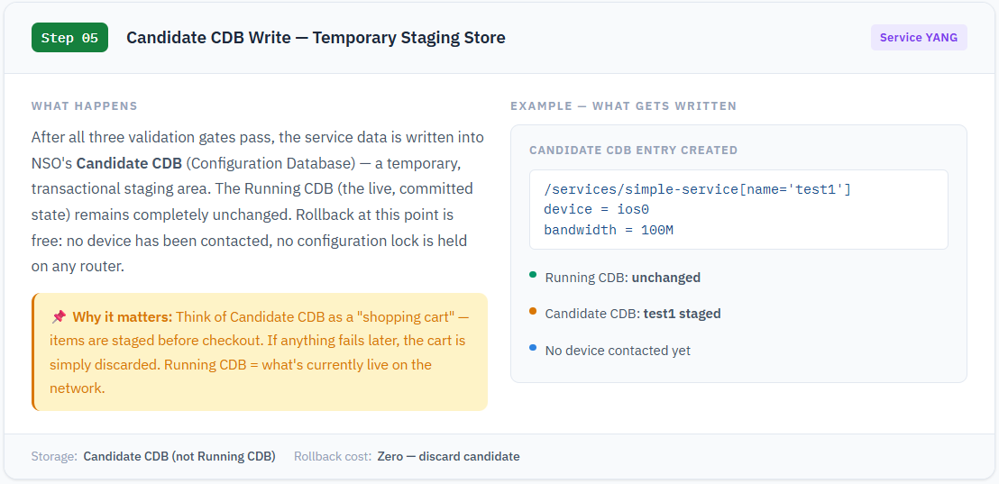 Step 05
Candidate CDB Write — Temporary Staging Store
Service YANG
WHAT HAPPENS
After all three validation gates pass, the service data is written into
NSO's Candidate CDB (Configuration Database) — a temporary,
transactional staging area. The Running CDB (the live, committed
state) remains completely unchanged. Rollback at this point is
free: no device has been contacted, no configuration lock is held
on any router.
📌 Why it matters: Think of Candidate CDB as a "shopping cart" —
items are staged before checkout. If anything fails later, the cart is
simply discarded. Running CDB = what's currently live on the
network.
EXAMPLE — WHAT GETS WRITTEN
CANDIDATE CDB ENTRY CREATED
/services/simple-service[name='test1']
device = ios0
bandwidth = 100M
Running CDB: unchanged
Candidate CDB: test1 staged
No device contacted yet
Storage: Candidate CDB (not Running CDB)
Rollback cost: Zero — discard candidate